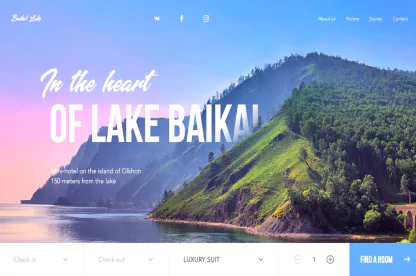 Baikal Lake
About us Rooms Stories Contact
In the heart
OF LAKE BAIKAL
Mini-hotel on the island of Olkhon
150 meters from the lake
Check in Check out LUXURY SUIT 1 FIND A ROOM